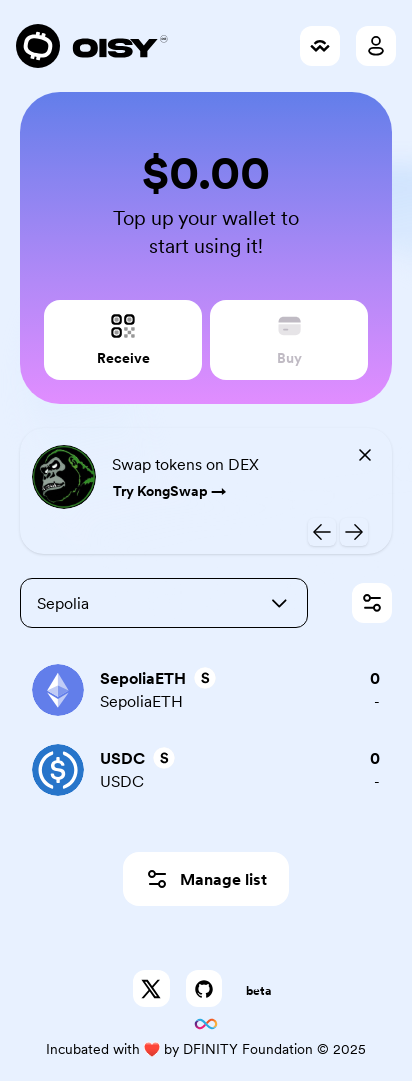 OISY
$0.00
Top up your wallet to
start using it!
Receive
Buy
Swap tokens on DEX
Try KongSwap →
Sepolia
SepoliaETH S
0
SepoliaETH
-
USDC S
0
USDC
-
Manage list
beta
Incubated with ❤️ by DFINITY Foundation © 2025